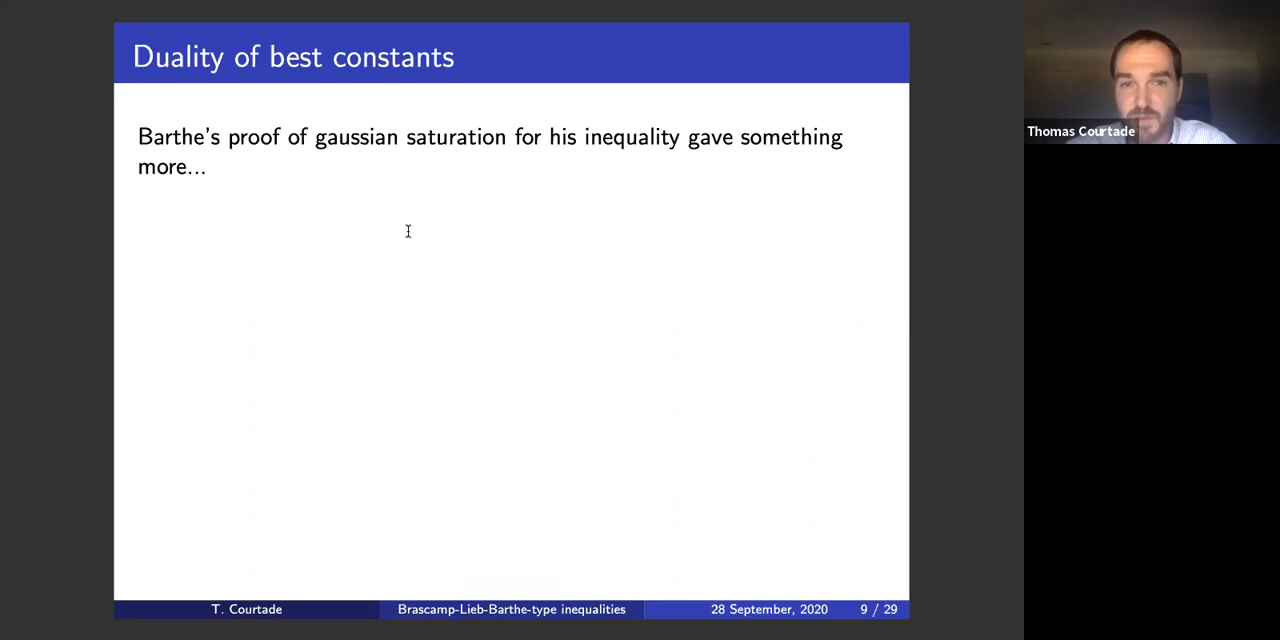 Duality of best constants
Barthe's proof of gaussian saturation for his inequality gave something
more...
T. Courtade
Brascamp-Lieb-Barthe-type inequalities
28 September, 2020
9 / 29
Thomas Courtade